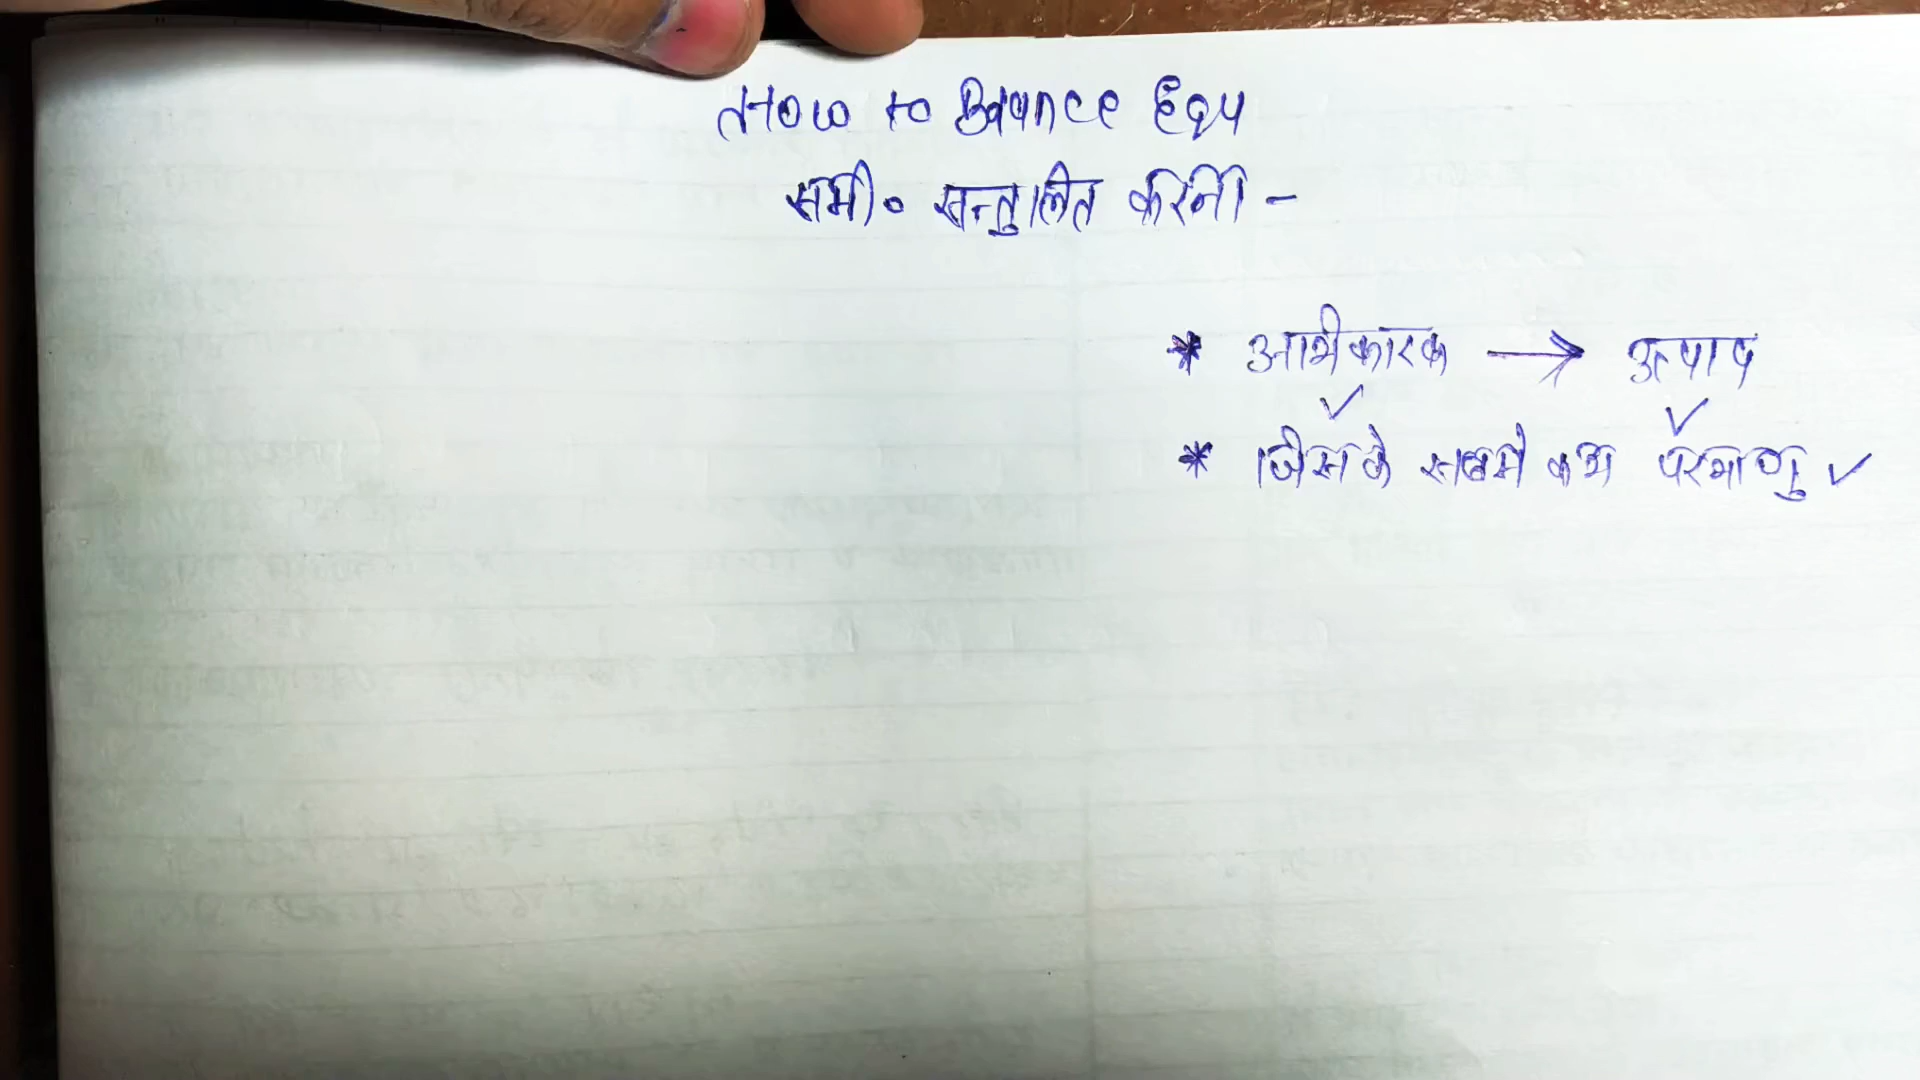 How to Balance Equ
समी० सन्तुलित करना -
* अभिकारक → उत्पाद
* जिसके सबसे कम परमाणु ✓